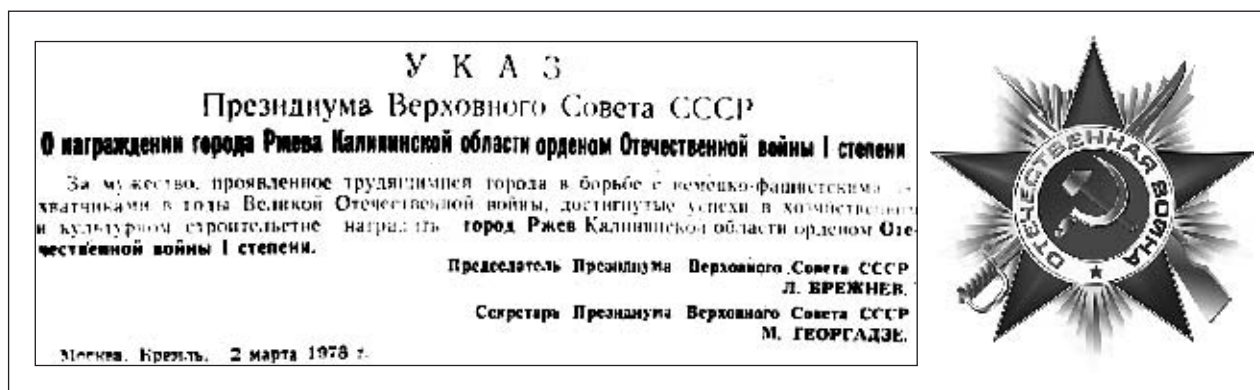 УКАЗ
Президиума Верховного Совета СССР
О награждении города Ржева Калининской области орденом Отечественной войны I степени
За мужество, проявленное трудящимися города в борьбе с немецко-фашистскими за-
хватчиками в годы Великой Отечественной войны, достигнутые успехи в хозяйственном
и культурном строительстве наградить город Ржев Калининской области орденом Оте-
чественной войны I степени.
Председатель Президиума Верховного Совета СССР
Л. БРЕЖНЕВ.
Секретарь Президиума Верховного Совета СССР
М. ГЕОРГАДЗЕ.
Москва. Кремль. 2 марта 1978 г.
ОТЕЧЕСТВЕННАЯ ВОЙНА